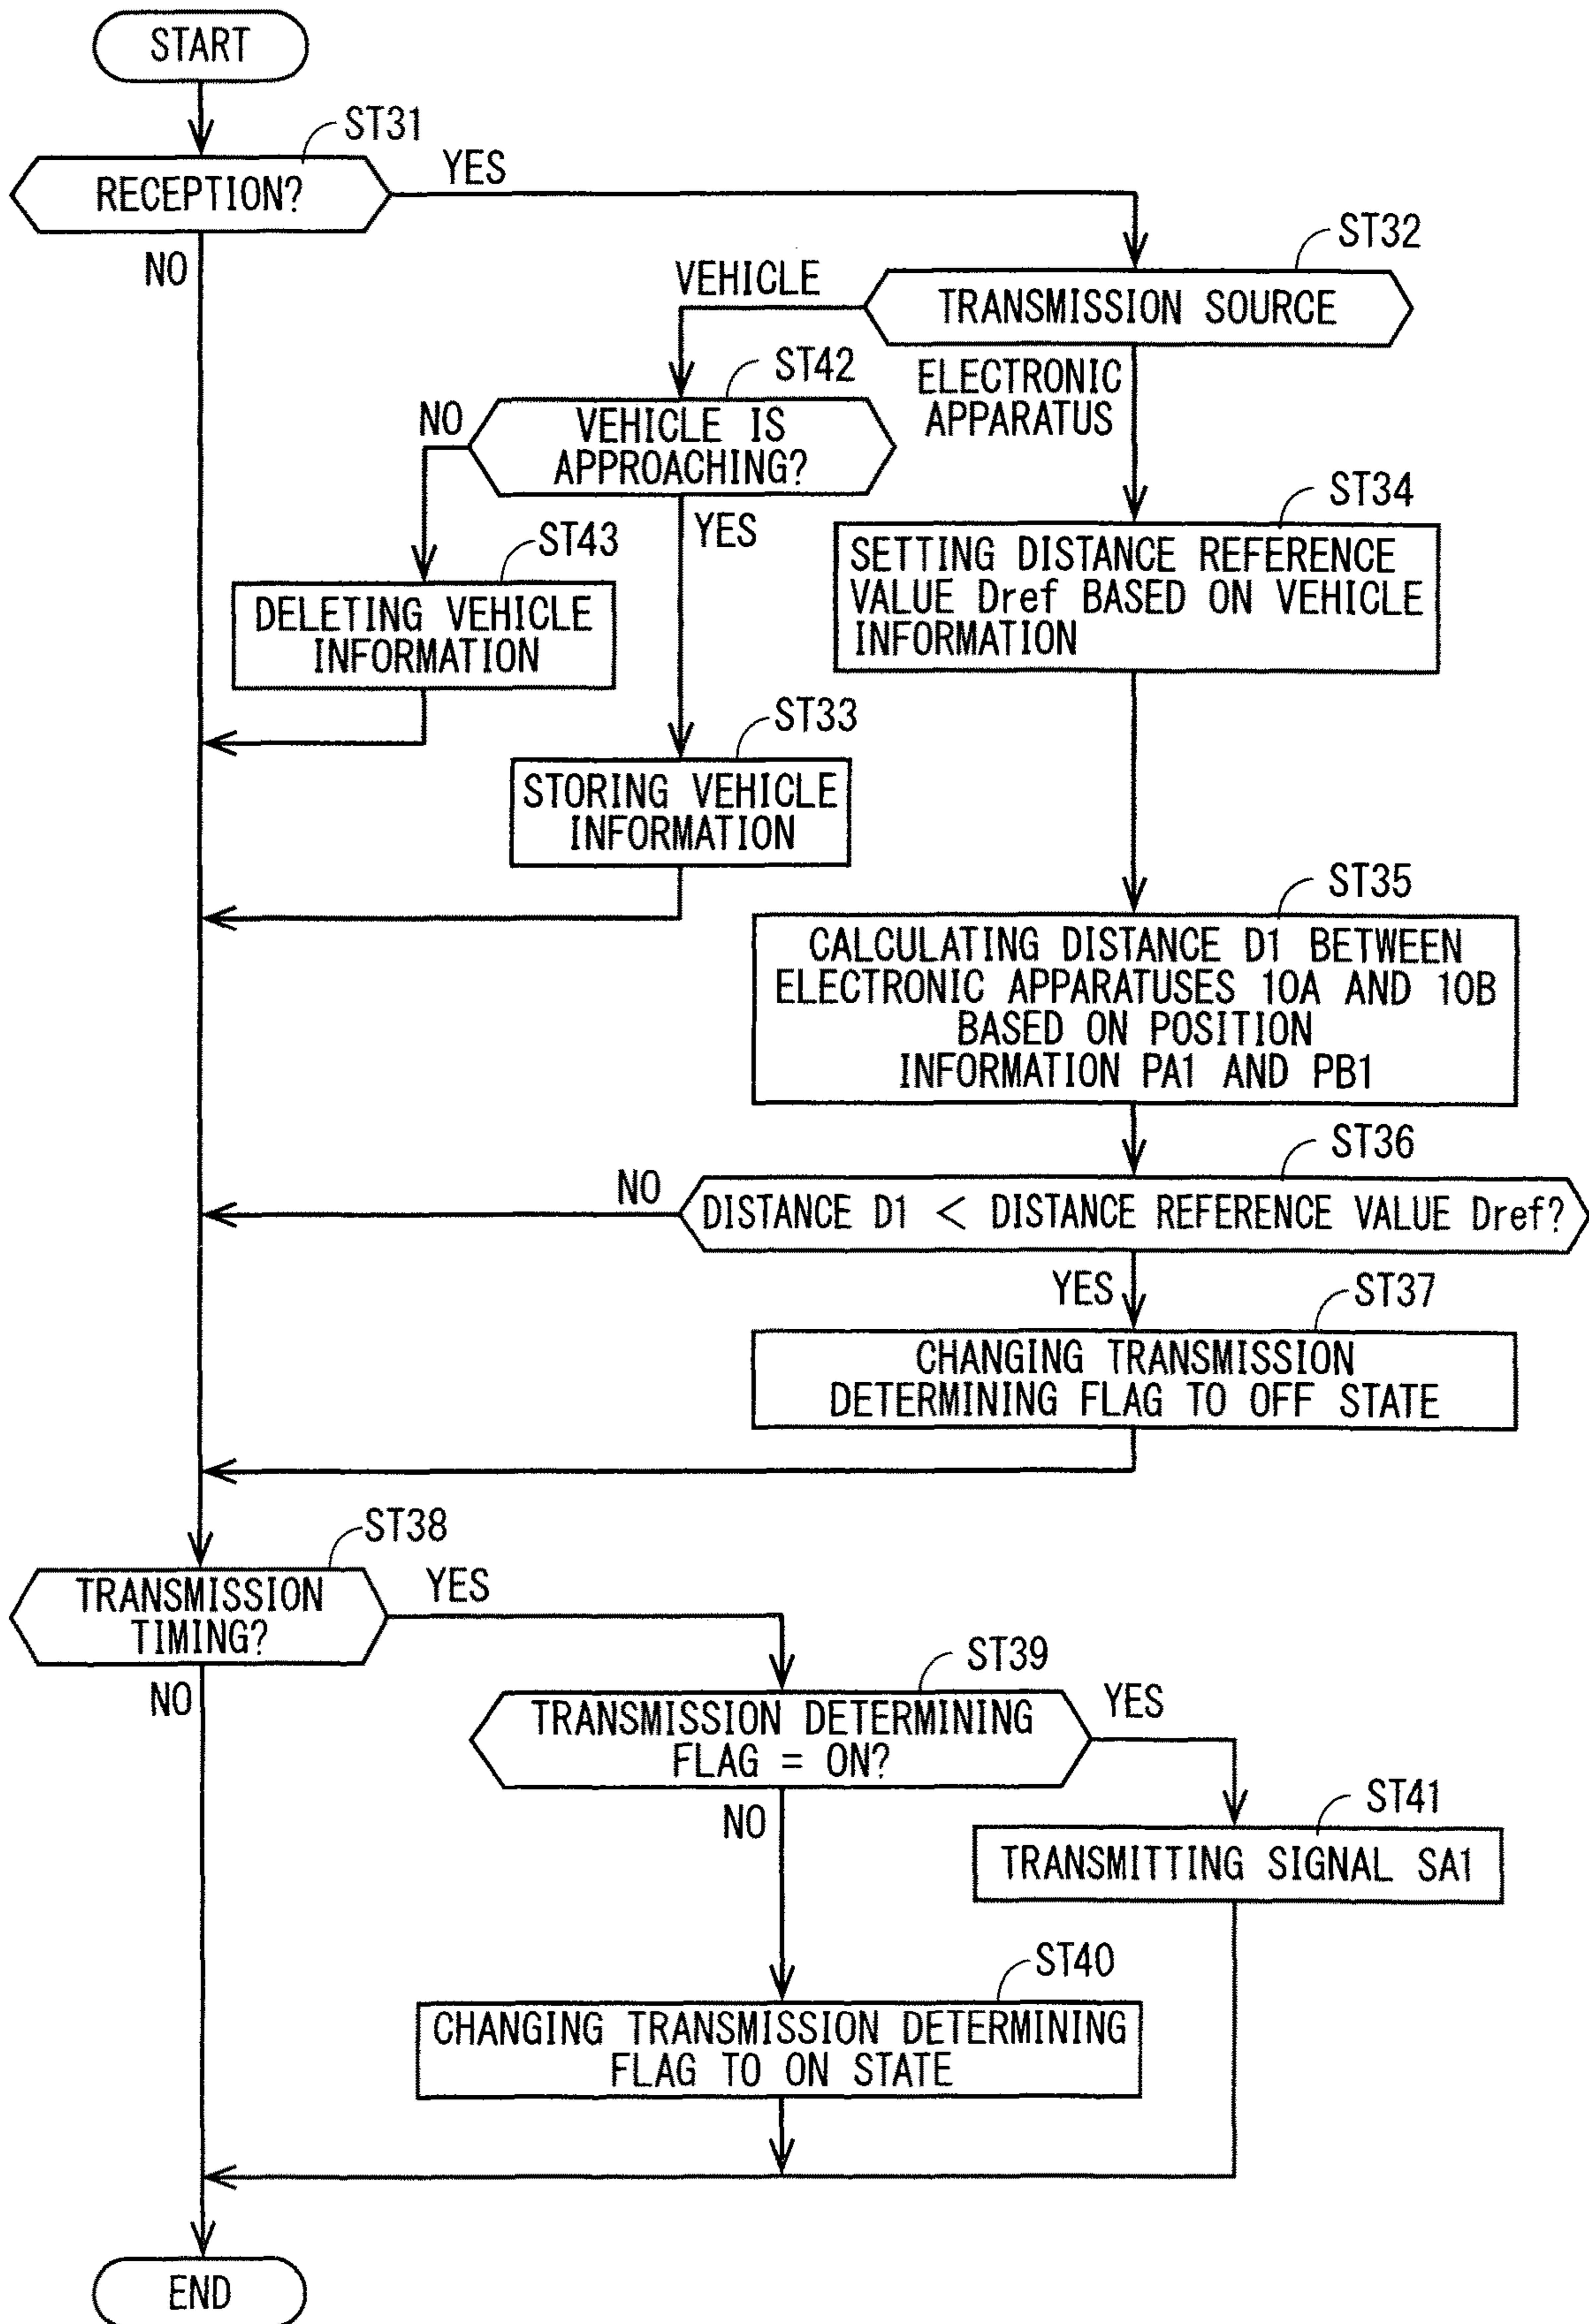 START
ST31
RECEPTION?
YES
NO
ST32
TRANSMISSION SOURCE
VEHICLE
ELECTRONIC
APPARATUS
ST42
VEHICLE IS
APPROACHING?
NO
YES
ST43
DELETING VEHICLE
INFORMATION
ST34
SETTING DISTANCE REFERENCE
VALUE Dref BASED ON VEHICLE
INFORMATION
ST33
STORING VEHICLE
INFORMATION
ST35
CALCULATING DISTANCE D1 BETWEEN
ELECTRONIC APPARATUSES 10A AND 10B
BASED ON POSITION
INFORMATION PA1 AND PB1
ST36
DISTANCE D1 < DISTANCE REFERENCE VALUE Dref?
NO
YES
ST37
CHANGING TRANSMISSION
DETERMINING FLAG TO OFF STATE
ST38
TRANSMISSION
TIMING?
YES
NO
ST39
TRANSMISSION DETERMINING
FLAG = ON?
YES
NO
ST41
TRANSMITTING SIGNAL SA1
ST40
CHANGING TRANSMISSION DETERMINING
FLAG TO ON STATE
END